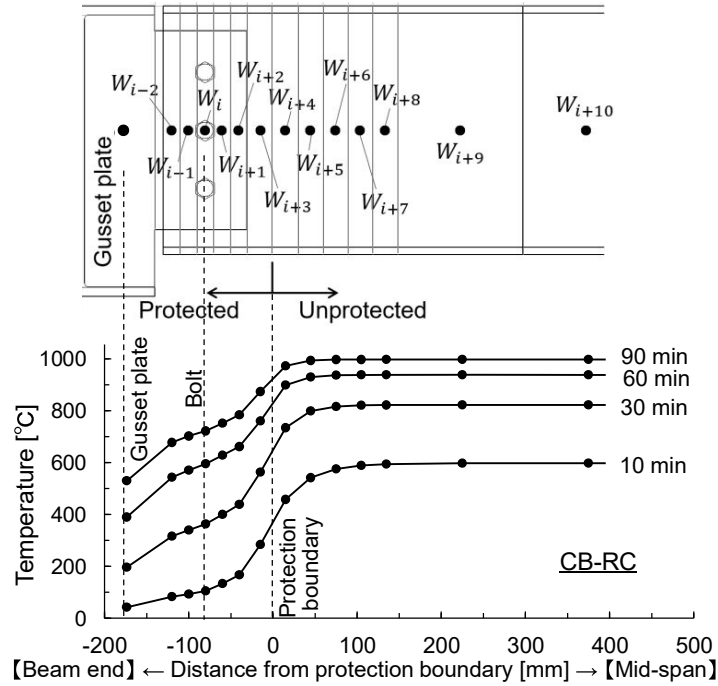 W_{i-2}
W_i
W_{i+2}
W_{i+4}
W_{i+6}
W_{i+8}
W_{i+10}
W_{i-1}
W_{i+1}
W_{i+3}
W_{i+5}
W_{i+7}
W_{i+9}
Gusset plate
Protected
Unprotected
1000
800
600
400
200
0
Temperature [℃]
Gusset plate
Bolt
Protection
boundary
90 min
60 min
30 min
10 min
CB-RC
-200 -100 0 100 200 300 400 500
【Beam end】 ← Distance from protection boundary [mm] → 【Mid-span】